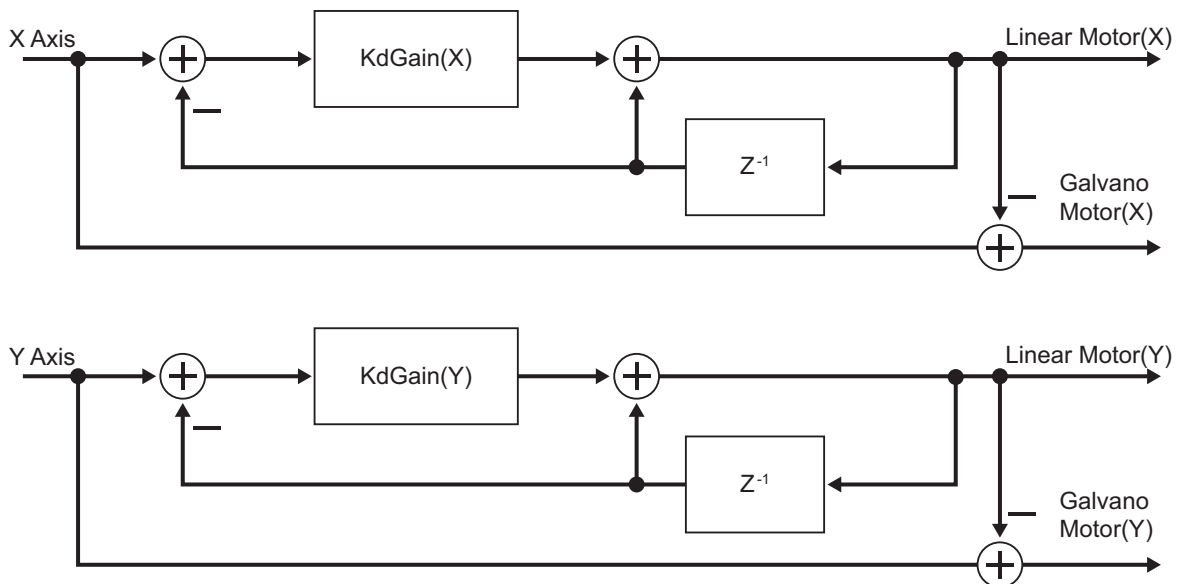 X Axis
KdGain(X)
Linear Motor(X)
Z⁻¹
Galvano
Motor(X)
Y Axis
KdGain(Y)
Linear Motor(Y)
Z⁻¹
Galvano
Motor(Y)